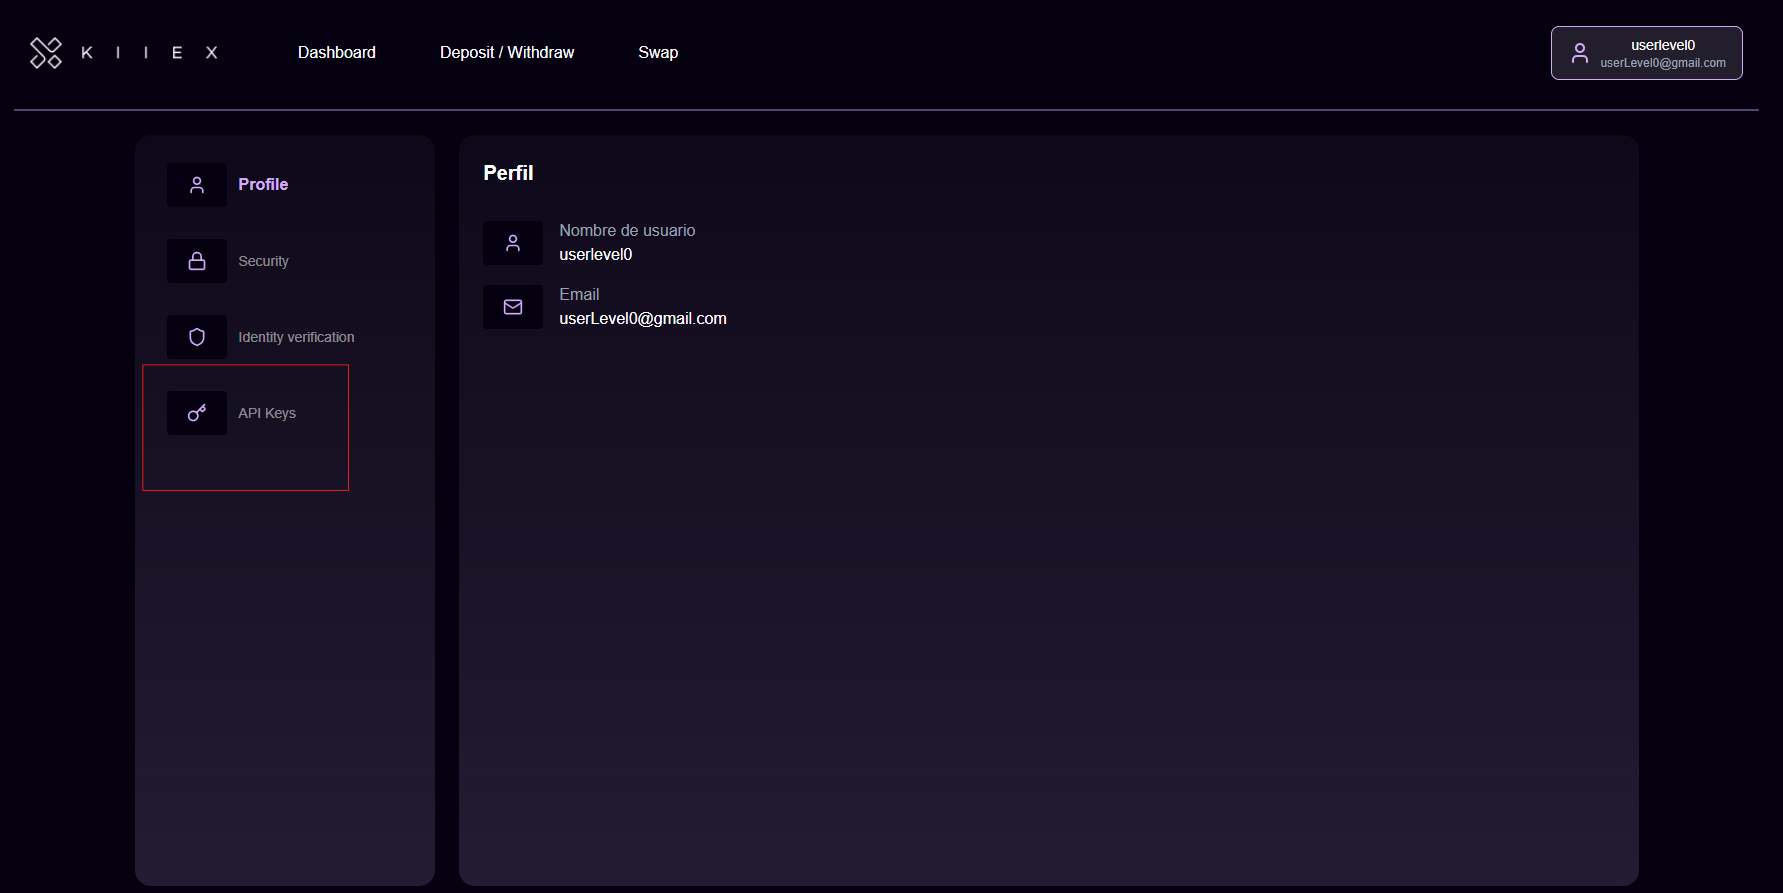 KIIEX
Dashboard
Deposit / Withdraw
Swap
userlevel0
userLevel0@gmail.com
Profile
Security
Identity verification
API Keys
Perfil
Nombre de usuario
userlevel0
Email
userLevel0@gmail.com